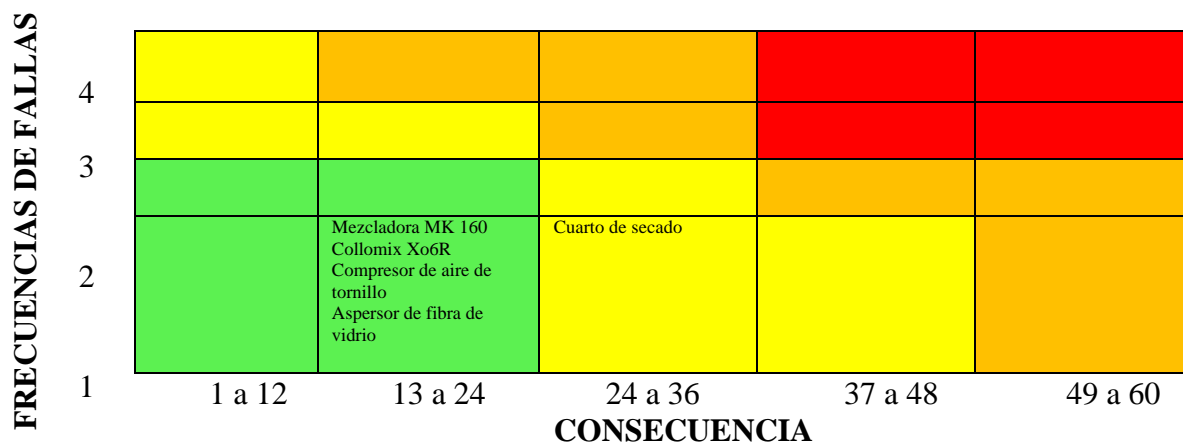 FRECUENCIAS DE FALLAS
4
3
2
1
Mezcladora MK 160
Collomix Xo6R
Compresor de aire de
tornillo
Aspersor de fibra de
vidrio
Cuarto de secado
1 a 12
13 a 24
24 a 36
37 a 48
49 a 60
CONSECUENCIA